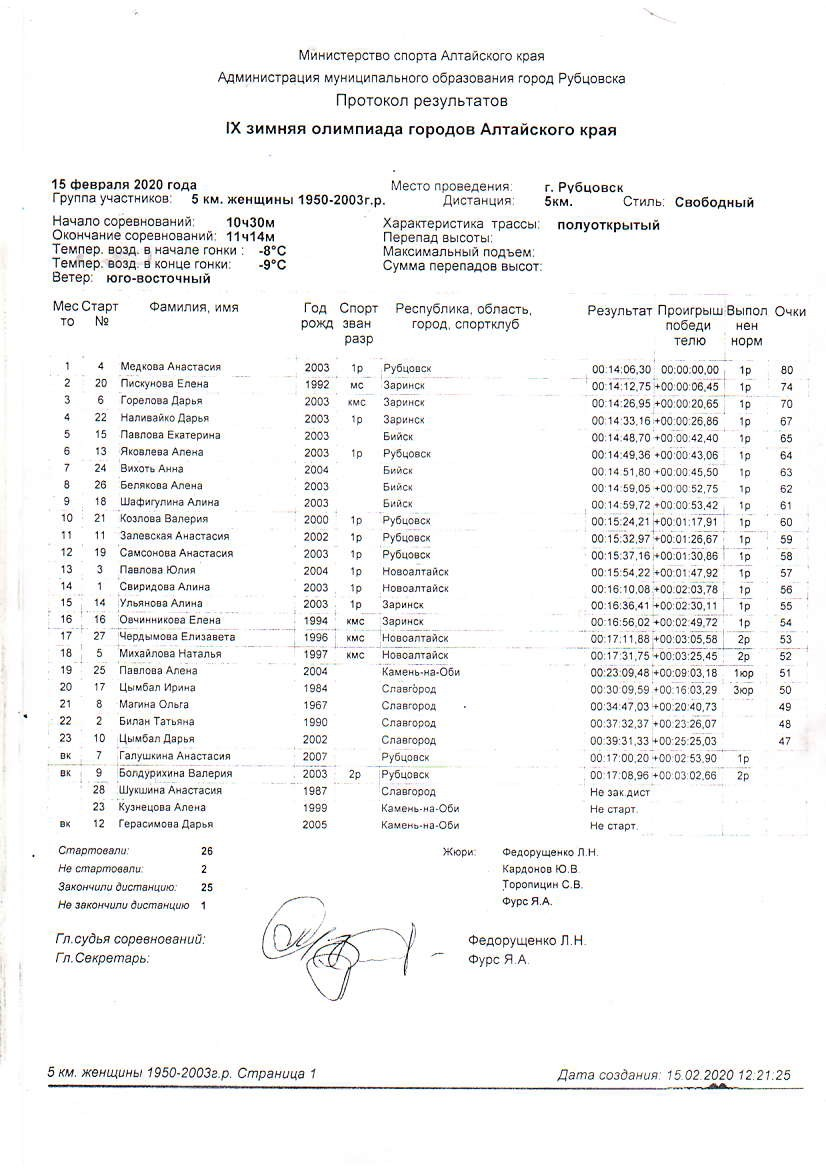 Министерство спорта Алтайского края
Администрация муниципального образования город Рубцовска
Протокол результатов
IX зимняя олимпиада городов Алтайского края
15 февраля 2020 года Место проведения: г. Рубцовск
Группа участников: 5 км. женщины 1950-2003г.р. Дистанция: 5км. Стиль: Свободный
Начало соревнований: 10ч30м Характеристика трассы: полуоткрытый
Окончание соревнований: 11ч14м Перепад высоты:
Темпер. возд. в начале гонки : -8°C Максимальный подъем:
Темпер. возд. в конце гонки: -9°C Сумма перепадов высот:
Ветер: юго-восточный
Мес Старт Фамилия, имя Год Спорт Республика, область, Результат Проигрыш Выпол Очки
то № рожд зван город, спортклуб победи нен
разр телю норм
1 4 Медкова Анастасия 2003 1р Рубцовск 00:14:06,30 00:00:00,00 1р 80
2 20 Пискунова Елена 1992 мс Заринск 00:14:12,75 +00:00:06,45 1р 74
3 6 Горелова Дарья 2003 кмс Заринск 00:14:26,95 +00:00:20,65 1р 70
4 22 Наливайко Дарья 2003 1р Заринск 00:14:33,16 +00:00:26,86 1р 67
5 15 Павлова Екатерина 2003 Бийск 00:14:48,70 +00:00:42,40 1р 65
6 13 Яковлева Алена 2003 1р Рубцовск 00:14:49,36 +00:00:43,06 1р 64
7 24 Вихоть Анна 2004 Бийск 00:14:51,80 +00:00:45,50 1р 63
8 26 Белякова Алена 2003 Бийск 00:14:59,05 +00:00:52,75 1р 62
9 18 Шафигулина Алина 2003 Бийск 00:14:59,72 +00:00:53,42 1р 61
10 21 Козлова Валерия 2000 1р Рубцовск 00:15:24,21 +00:01:17,91 1р 60
11 11 Залевская Анастасия 2002 1р Рубцовск 00:15:32,97 +00:01:26,67 1р 59
12 19 Самсонова Анастасия 2003 1р Рубцовск 00:15:37,16 +00:01:30,86 1р 58
13 3 Павлова Юлия 2004 1р Новоалтайск 00:15:54,22 +00:01:47,92 1р 57
14 1 Свиридова Алина 2003 1р Новоалтайск 00:16:10,08 +00:02:03,78 1р 56
15 14 Ульянова Алина 2003 1р Заринск 00:16:36,41 +00:02:30,11 1р 55
16 16 Овчинникова Елена 1994 кмс Заринск 00:16:56,02 +00:02:49,72 1р 54
17 27 Чердымова Елизавета 1996 кмс Новоалтайск 00:17:11,88 +00:03:05,58 2р 53
18 5 Михайлова Наталья 1997 кмс Новоалтайск 00:17:31,75 +00:03:25,45 2р 52
19 25 Павлова Алена 2004 Камень-на-Оби 00:23:09,48 +00:09:03,18 1юр 51
20 17 Цымбал Ирина 1984 Славгород 00:30:09,59 +00:16:03,29 3юр 50
21 8 Магина Ольга 1967 Славгород 00:34:47,03 +00:20:40,73 49
22 2 Билан Татьяна 1990 Славгород 00:37:32,37 +00:23:26,07 48
23 10 Цымбал Дарья 2002 Славгород 00:39:31,33 +00:25:25,03 47
вк 7 Галушкина Анастасия 2007 Рубцовск 00:17:00,20 +00:02:53,90 1р
вк 9 Болдурихина Валерия 2003 2р Рубцовск 00:17:08,96 +00:03:02,66 2р
28 Шукшина Анастасия 1987 Славгород Не зак.дист
23 Кузнецова Алена 1999 Камень-на-Оби Не старт.
вк 12 Герасимова Дарья 2005 Камень-на-Оби Не старт.
Стартовали: 26 Жюри: Федорущенко Л.Н.
Не стартовали: 2 Кардонов Ю.В
Закончили дистанцию: 25 Торопицин С.В.
Не закончили дистанцию 1 Фурс Я.А.
Гл.судья соревнований: Федорущенко Л.Н.
Гл.Секретарь: Фурс Я.А.
5 км. женщины 1950-2003г.р. Страница 1 Дата создания: 15.02.2020 12:21:25